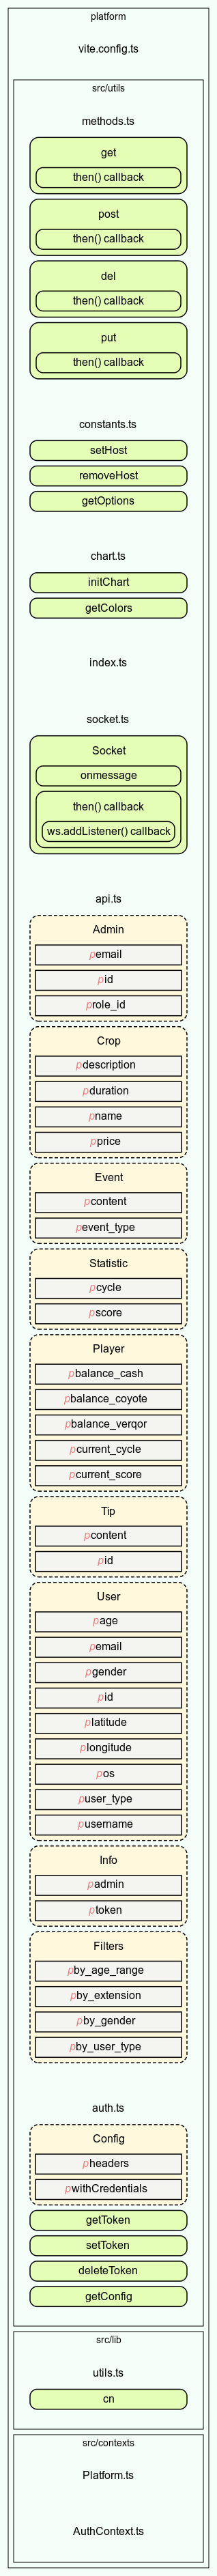 platform
vite.config.ts
src/utils
methods.ts
get
then() callback
post
then() callback
del
then() callback
put
then() callback
constants.ts
setHost
removeHost
getOptions
chart.ts
initChart
getColors
index.ts
socket.ts
Socket
onmessage
then() callback
ws.addListener() callback
api.ts
Admin
pemail
pid
prole_id
Crop
pdescription
pduration
pname
pprice
Event
pcontent
pevent_type
Statistic
pcycle
pscore
Player
pbalance_cash
pbalance_coyote
pbalance_verqor
pcurrent_cycle
pcurrent_score
Tip
pcontent
pid
User
page
pemail
pgender
pid
platitude
plongitude
pos
puser_type
pusername
Info
padmin
ptoken
Filters
pby_age_range
pby_extension
pby_gender
pby_user_type
auth.ts
Config
pheaders
pwithCredentials
getToken
setToken
deleteToken
getConfig
src/lib
utils.ts
cn
src/contexts
Platform.ts
AuthContext.ts